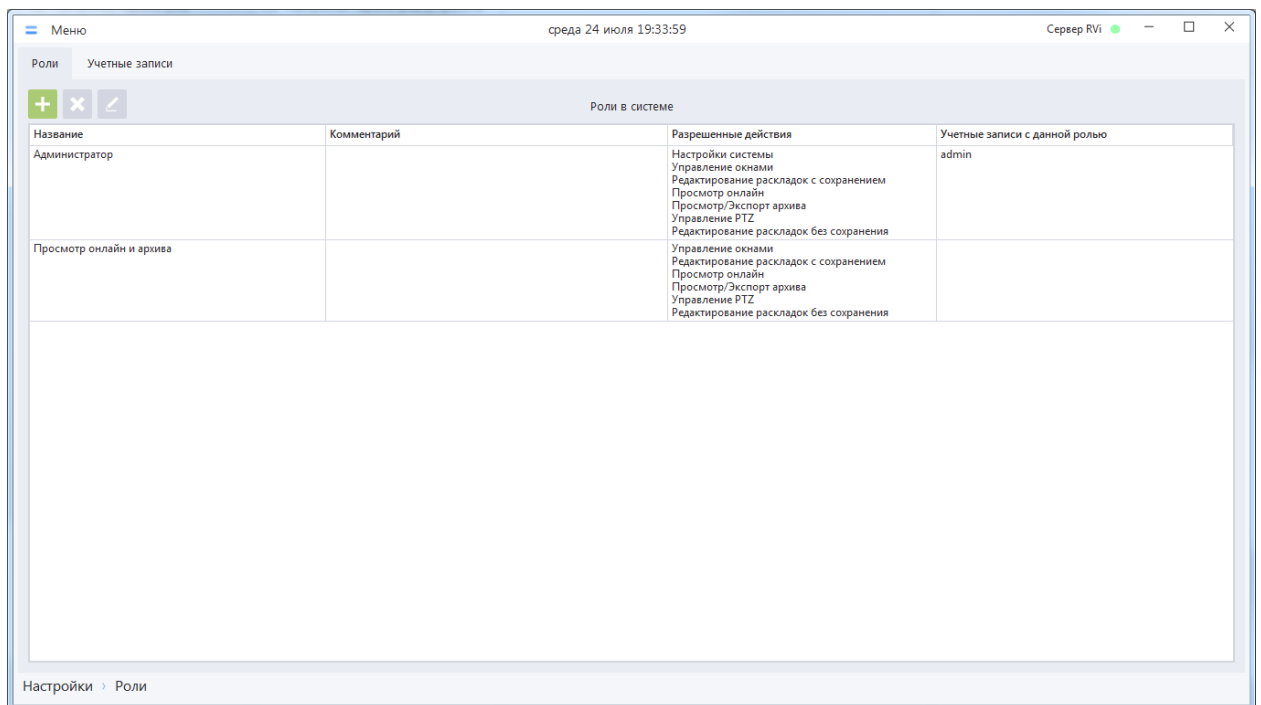 Меню
среда 24 июля 19:33:59
Сервер RVi
Роли
Учетные записи
Роли в системе
Название
Комментарий
Разрешенные действия
Учетные записи с данной ролью
Администратор
Настройки системы
Управление окнами
Редактирование раскладок с сохранением
Просмотр онлайн
Просмотр/Экспорт архива
Управление PTZ
Редактирование раскладок без сохранения
admin
Просмотр онлайн и архива
Управление окнами
Редактирование раскладок с сохранением
Просмотр онлайн
Просмотр/Экспорт архива
Управление PTZ
Редактирование раскладок без сохранения
Настройки › Роли